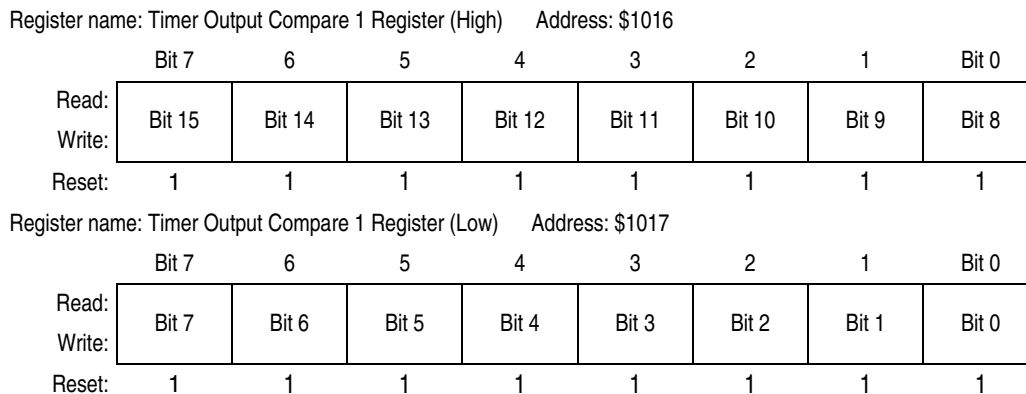 Register name: Timer Output Compare 1 Register (High) Address: $1016
Bit 7 6 5 4 3 2 1 Bit 0
Read:
Bit 15 Bit 14 Bit 13 Bit 12 Bit 11 Bit 10 Bit 9 Bit 8
Write:
Reset: 1 1 1 1 1 1 1 1
Register name: Timer Output Compare 1 Register (Low) Address: $1017
Bit 7 6 5 4 3 2 1 Bit 0
Read:
Bit 7 Bit 6 Bit 5 Bit 4 Bit 3 Bit 2 Bit 1 Bit 0
Write:
Reset: 1 1 1 1 1 1 1 1